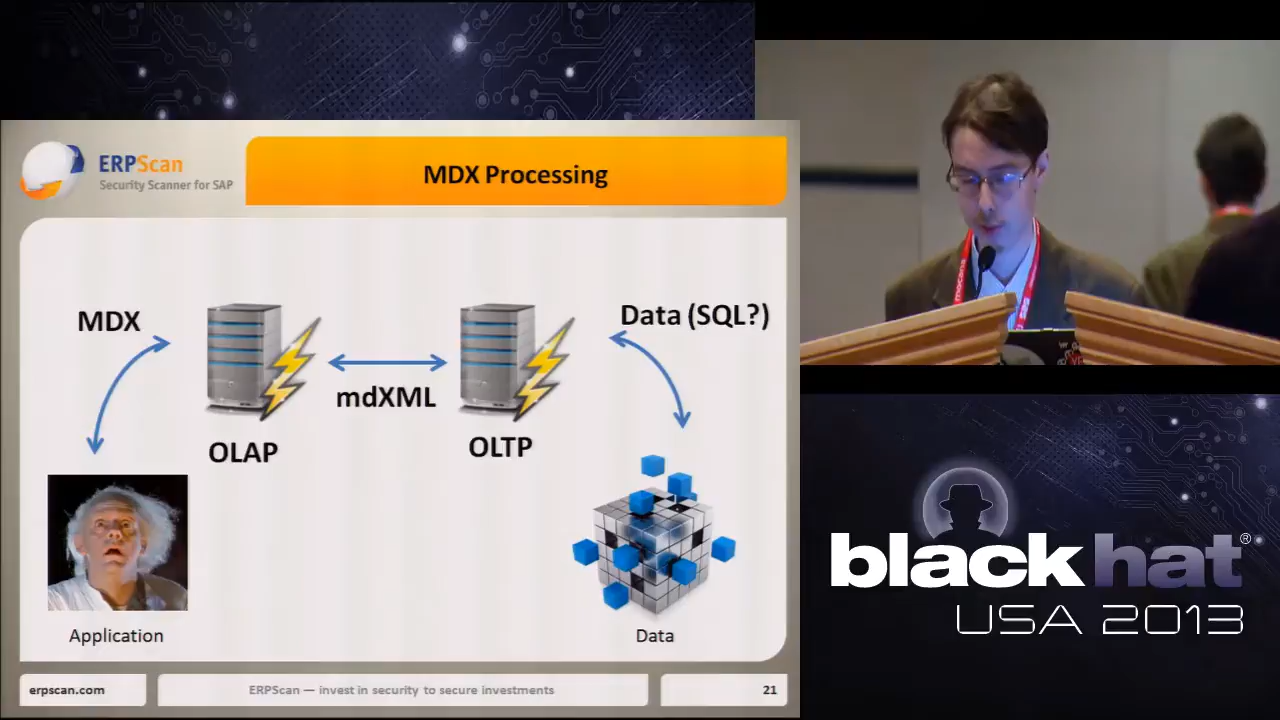 ERPScan
Security Scanner for SAP
MDX Processing
MDX
Data (SQL?)
mdXML
OLAP
OLTP
Application
Data
erpscan.com
ERPScan — invest in security to secure investments
21
mocana
black hat®
USA 2013